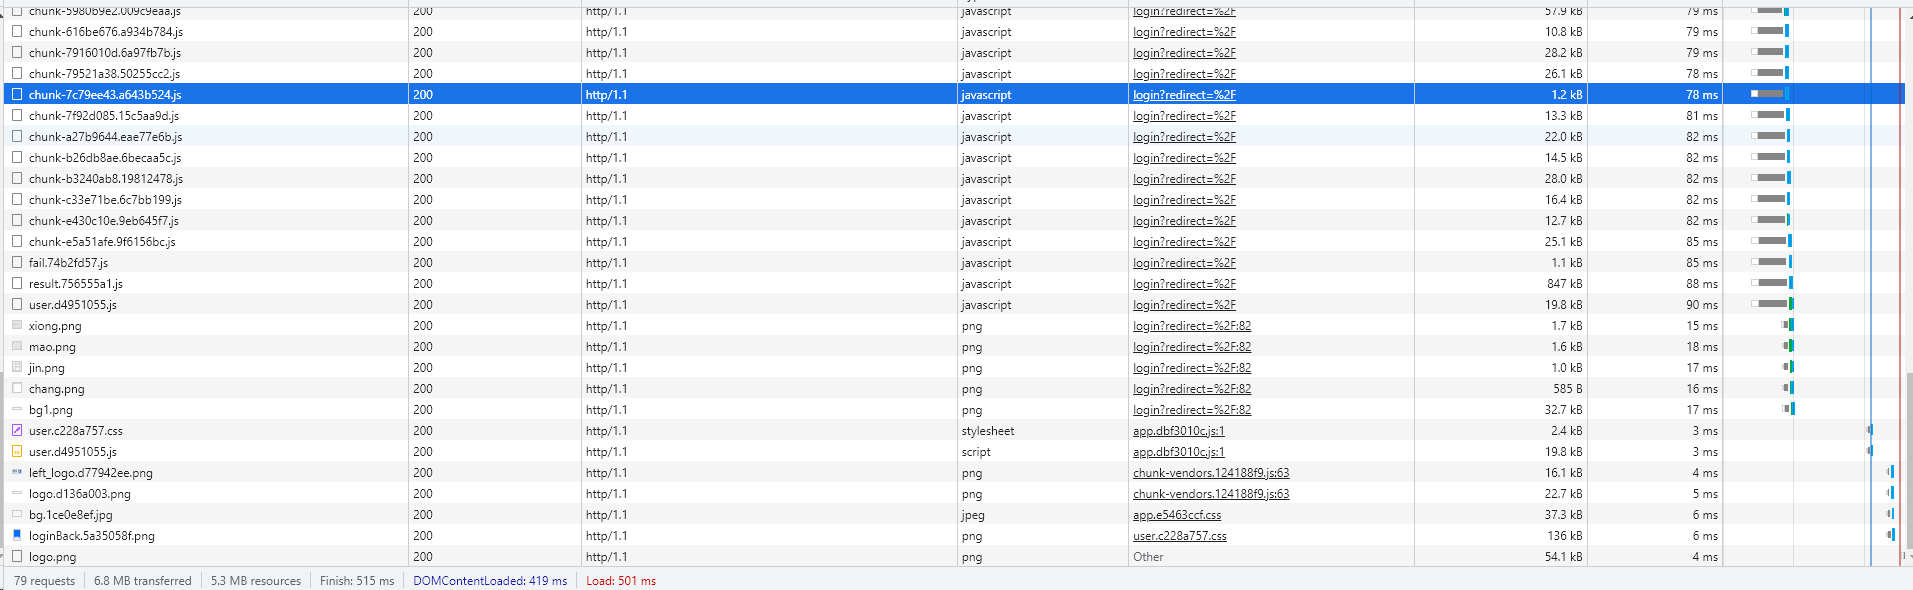 chunk-5980b9e2.009c9eaa.js 200 http/1.1 javascript login?redirect=%2F 57.9 kB 79 ms
chunk-616be676.a934b784.js 200 http/1.1 javascript login?redirect=%2F 10.8 kB 79 ms
chunk-7916010d.6a97fb7b.js 200 http/1.1 javascript login?redirect=%2F 28.2 kB 79 ms
chunk-79521a38.50255cc2.js 200 http/1.1 javascript login?redirect=%2F 26.1 kB 78 ms
chunk-7c79ee43.a643b524.js 200 http/1.1 javascript login?redirect=%2F 1.2 kB 78 ms
chunk-7f92d085.15c5aa9d.js 200 http/1.1 javascript login?redirect=%2F 13.3 kB 81 ms
chunk-a27b9644.eae77e6b.js 200 http/1.1 javascript login?redirect=%2F 22.0 kB 82 ms
chunk-b26db8ae.6becaa5c.js 200 http/1.1 javascript login?redirect=%2F 14.5 kB 82 ms
chunk-b3240ab8.19812478.js 200 http/1.1 javascript login?redirect=%2F 28.0 kB 82 ms
chunk-c33e71be.6c7bb199.js 200 http/1.1 javascript login?redirect=%2F 16.4 kB 82 ms
chunk-e430c10e.9eb645f7.js 200 http/1.1 javascript login?redirect=%2F 12.7 kB 82 ms
chunk-e5a51afe.9f6156bc.js 200 http/1.1 javascript login?redirect=%2F 25.1 kB 85 ms
fail.74b2fd57.js 200 http/1.1 javascript login?redirect=%2F 1.1 kB 85 ms
result.756555a1.js 200 http/1.1 javascript login?redirect=%2F 847 kB 88 ms
user.d4951055.js 200 http/1.1 javascript login?redirect=%2F 19.8 kB 90 ms
xiong.png 200 http/1.1 png login?redirect=%2F:82 1.7 kB 15 ms
mao.png 200 http/1.1 png login?redirect=%2F:82 1.6 kB 18 ms
jin.png 200 http/1.1 png login?redirect=%2F:82 1.0 kB 17 ms
chang.png 200 http/1.1 png login?redirect=%2F:82 585 B 16 ms
bg1.png 200 http/1.1 png login?redirect=%2F:82 32.7 kB 17 ms
user.c228a757.css 200 http/1.1 stylesheet app.dbf3010c.js:1 2.4 kB 3 ms
user.d4951055.js 200 http/1.1 script app.dbf3010c.js:1 19.8 kB 3 ms
left_logo.d77942ee.png 200 http/1.1 png chunk-vendors.124188f9.js:63 16.1 kB 4 ms
logo.d136a003.png 200 http/1.1 png chunk-vendors.124188f9.js:63 22.7 kB 5 ms
bg.1ce0e8ef.jpg 200 http/1.1 jpeg app.e5463ccf.css 37.3 kB 6 ms
loginBack.5a35058f.png 200 http/1.1 png user.c228a757.css 136 kB 6 ms
logo.png 200 http/1.1 png Other 54.1 kB 4 ms
79 requests 6.8 MB transferred 5.3 MB resources Finish: 515 ms DOMContentLoaded: 419 ms Load: 501 ms